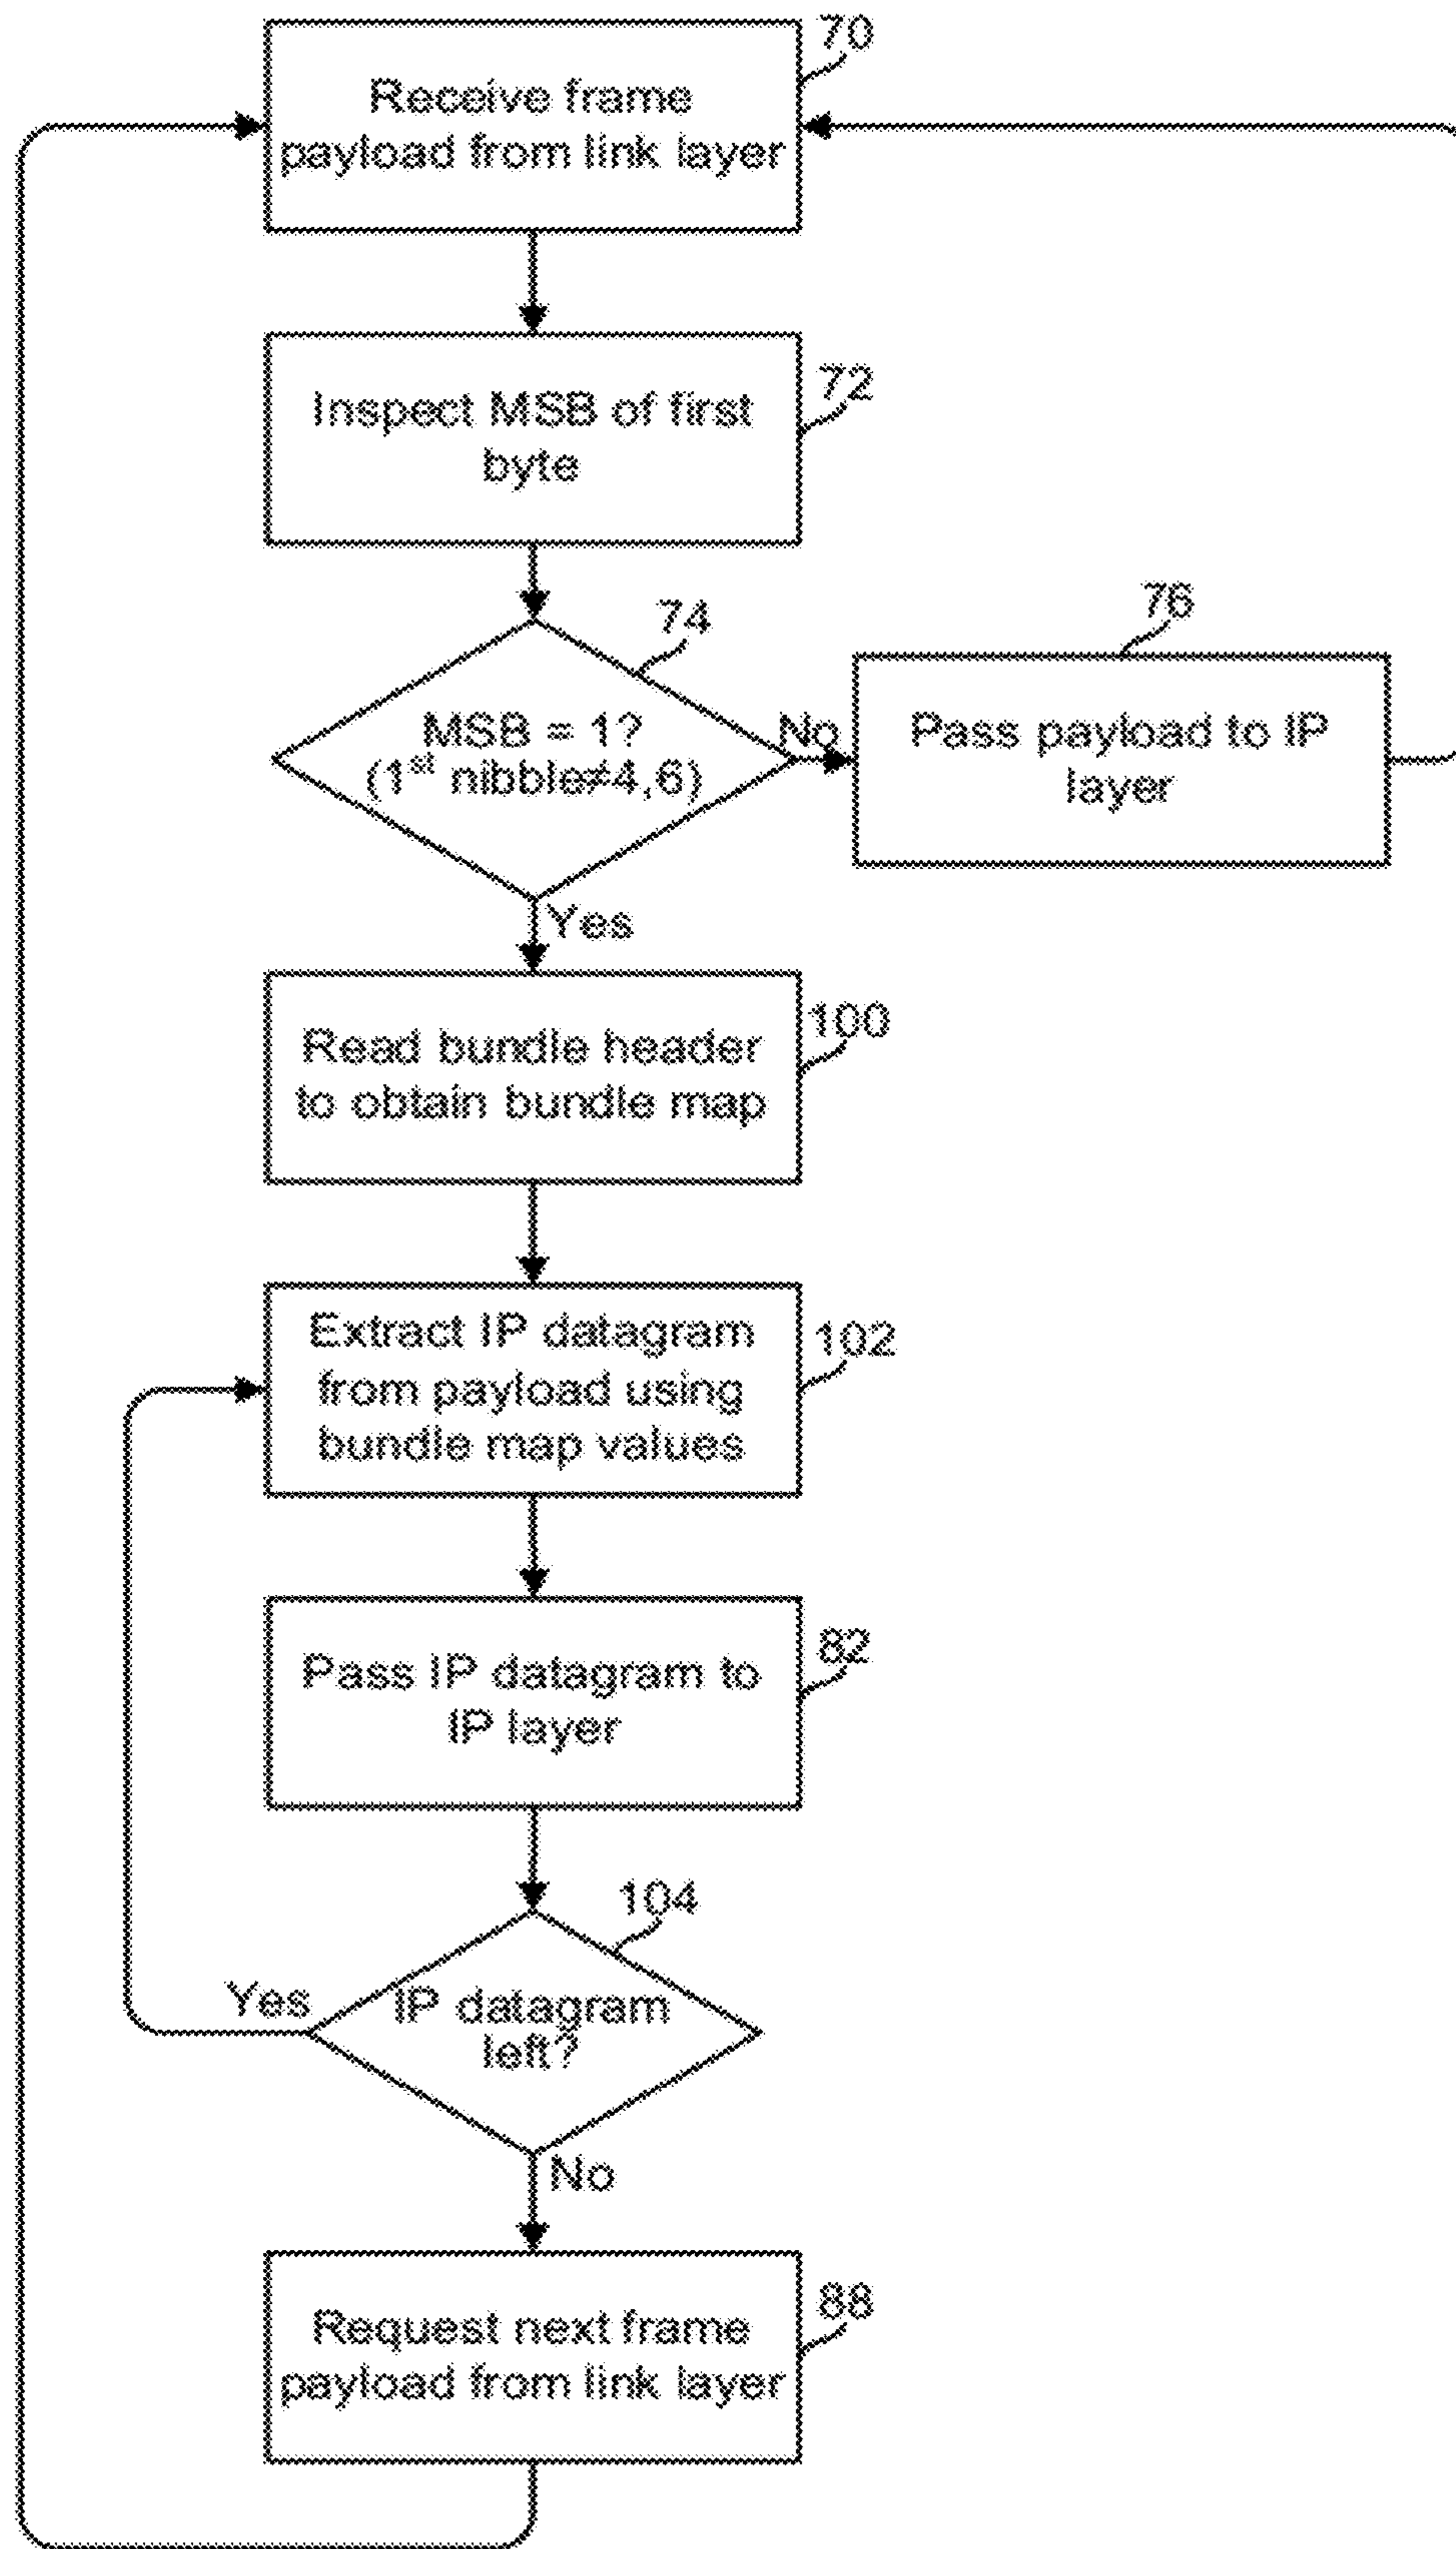 70
Receive frame
payload from link layer
72
Inspect MSB of first
byte
74
MSB = 1?
(1st nibble≠4,6)
No
76
Pass payload to IP
layer
Yes
100
Read bundle header
to obtain bundle map
102
Extract IP datagram
from payload using
bundle map values
82
Pass IP datagram to
IP layer
104
Yes
IP datagram
left?
No
88
Request next frame
payload from link layer